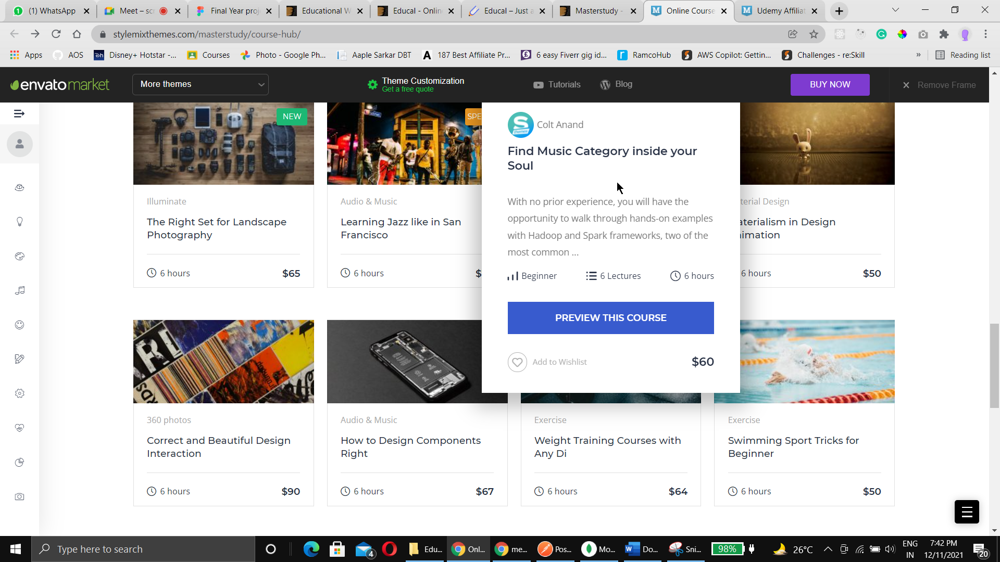 (1) WhatsApp
Meet – sc
Final Year proj
Educational W
Educal - Onlin
Educal – Just a
Masterstudy -
Online Course
Udemy Affiliat
stylemixthemes.com/masterstudy/course-hub/
Apps
AOS
Disney+ Hotstar -...
Courses
Photo - Google Ph...
Aaple Sarkar DBT
187 Best Affiliate Pr...
6 easy Fiverr gig id...
RamcoHub
AWS Copilot: Gettin...
Challenges - re:Skill
»
Reading list
envatomarket
More themes
Theme Customization
Get a free quote
Tutorials
Blog
BUY NOW
Remove Frame
NEW
SPE
Colt Anand
Find Music Category inside your
Soul
With no prior experience, you will have the
opportunity to walk through hands-on examples
with Hadoop and Spark frameworks, two of the
most common ...
Beginner
6 Lectures
6 hours
PREVIEW THIS COURSE
Add to Wishlist
$60
Illuminate
The Right Set for Landscape
Photography
6 hours
$65
Audio & Music
Learning Jazz like in San
Francisco
6 hours
$
terial Design
aterialism in Design
imation
6 hours
$50
360 photos
Correct and Beautiful Design
Interaction
6 hours
$90
Audio & Music
How to Design Components
Right
6 hours
$67
Exercise
Weight Training Courses with
Any Di
6 hours
$64
Exercise
Swimming Sport Tricks for
Beginner
6 hours
$50
Type here to search
4
Edu...
Onl...
me...
Pos...
Mo...
Do...
Sni...
98%
26°C
ENG
IN
7:42 PM
12/11/2021
20